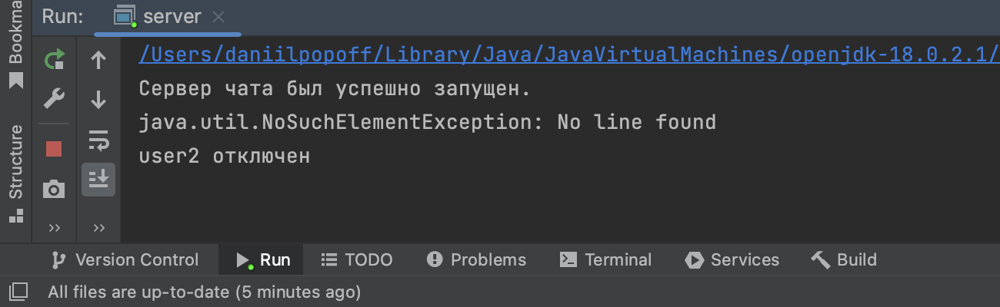 Bookma
Run:
server
/Users/daniilpopoff/Library/Java/JavaVirtualMachines/openjdk-18.0.2.1/
Сервер чата был успешно запущен.
java.util.NoSuchElementException: No line found
user2 отключен
Structure
Version Control
Run
TODO
Problems
Terminal
Services
Build
All files are up-to-date (5 minutes ago)